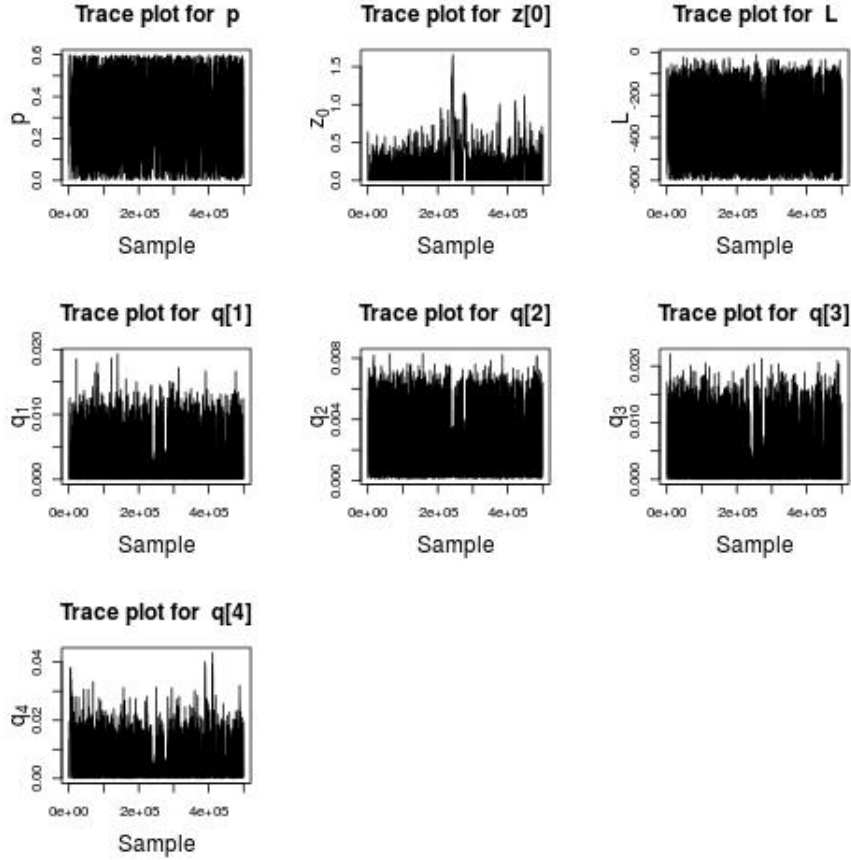 Trace plot for p
Trace plot for z[0]
Trace plot for L
p
0.0 0.2 0.4 0.6
0e+00 2e+05 4e+05
Sample
z0
0.0 0.5 1.0 1.5
0e+00 2e+05 4e+05
Sample
L
-600 -400 -200 0
0e+00 2e+05 4e+05
Sample
Trace plot for q[1]
Trace plot for q[2]
Trace plot for q[3]
q1
0.000 0.010 0.020
0e+00 2e+05 4e+05
Sample
q2
0.000 0.004 0.008
0e+00 2e+05 4e+05
Sample
q3
0.000 0.010 0.020
0e+00 2e+05 4e+05
Sample
Trace plot for q[4]
q4
0.00 0.02 0.04
0e+00 2e+05 4e+05
Sample